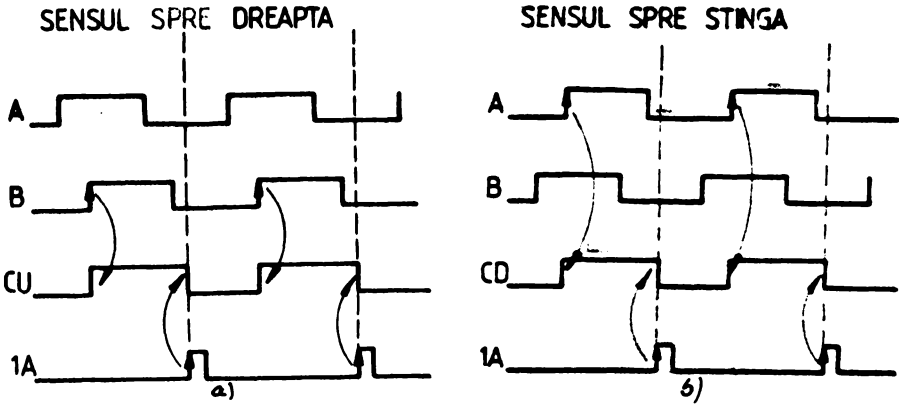 SENSUL SPRE DREAPTA
A
B
CU
1A
a)
SENSUL SPRE STINGA
A
B
CD
1A
b)